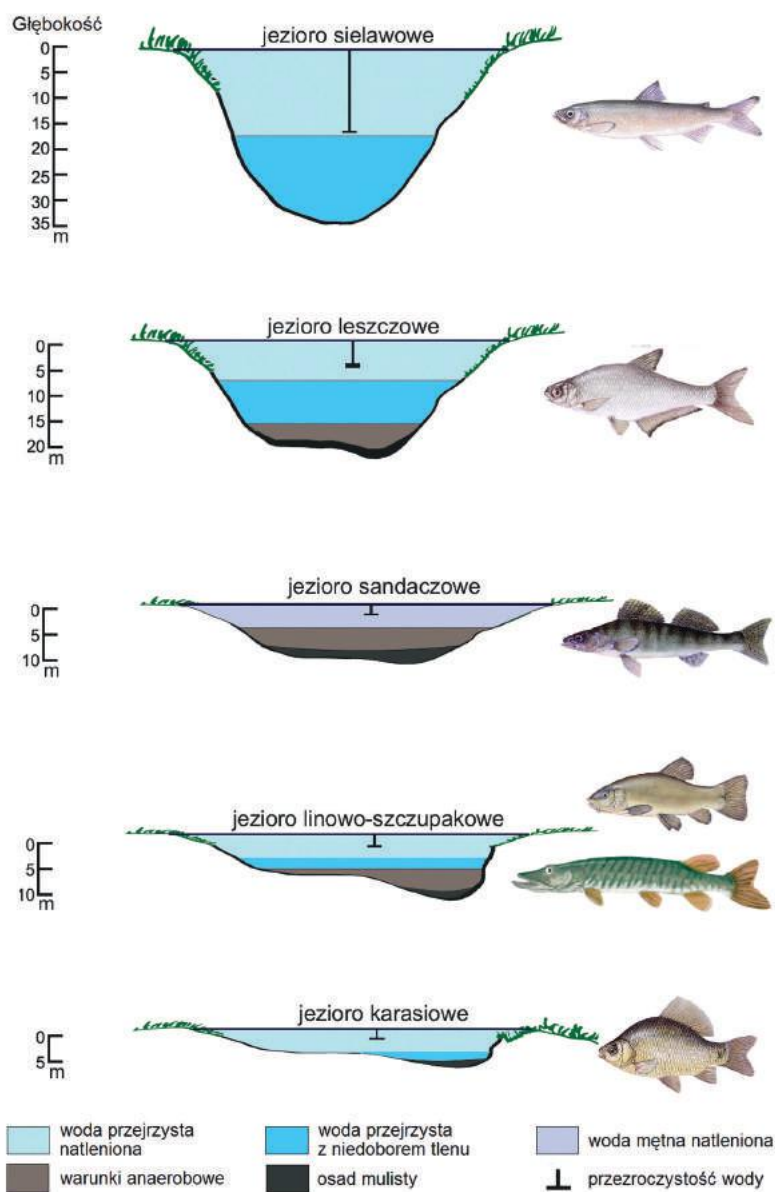 Głębokość
jezioro sielawowe
0
5
10
15
20
25
30
35
m
jezioro leszczowe
0
5
10
15
20
m
jezioro sandaczowe
0
5
10
m
jezioro linowo-szczupakowe
0
5
10
m
jezioro karasiowe
0
5
m
woda przejrzysta
natleniona
woda przejrzysta
z niedoborem tlenu
woda mętna natleniona
warunki anaerobowe
osad mulisty
przezroczystość wody